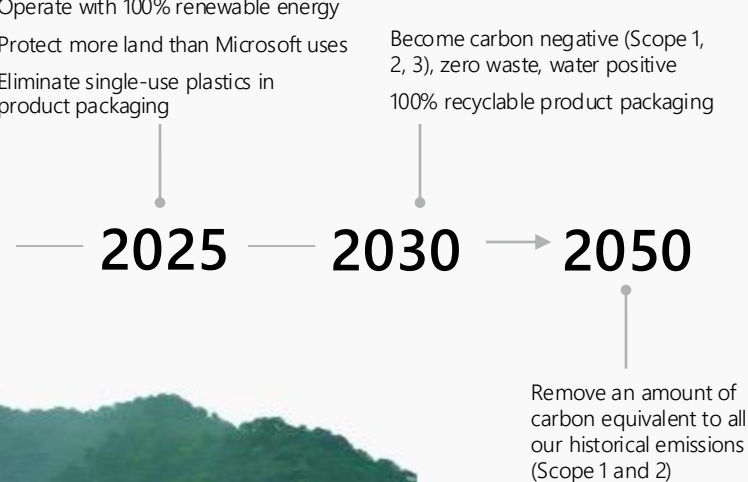 Operate with 100% renewable energy
Protect more land than Microsoft uses
Eliminate single-use plastics in
product packaging
Become carbon negative (Scope 1,
2, 3), zero waste, water positive
100% recyclable product packaging
2025
2030
2050
Remove an amount of
carbon equivalent to all
our historical emissions
(Scope 1 and 2)